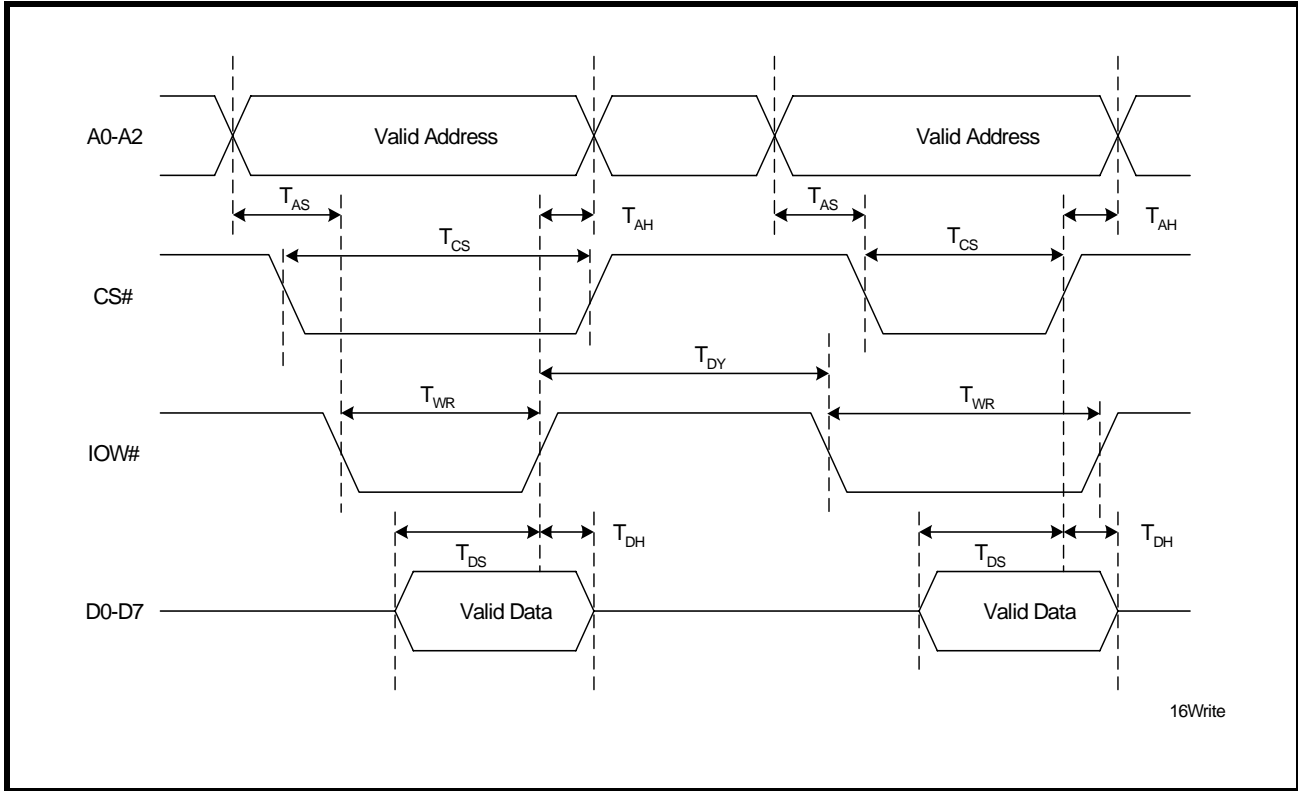 A0-A2
Valid Address
Valid Address
TAS
TAH
TAS
TAH
TCS
TCS
CS#
TDY
TWR
TWR
IOW#
TDS
TDH
TDS
TDH
D0-D7
Valid Data
Valid Data
16Write